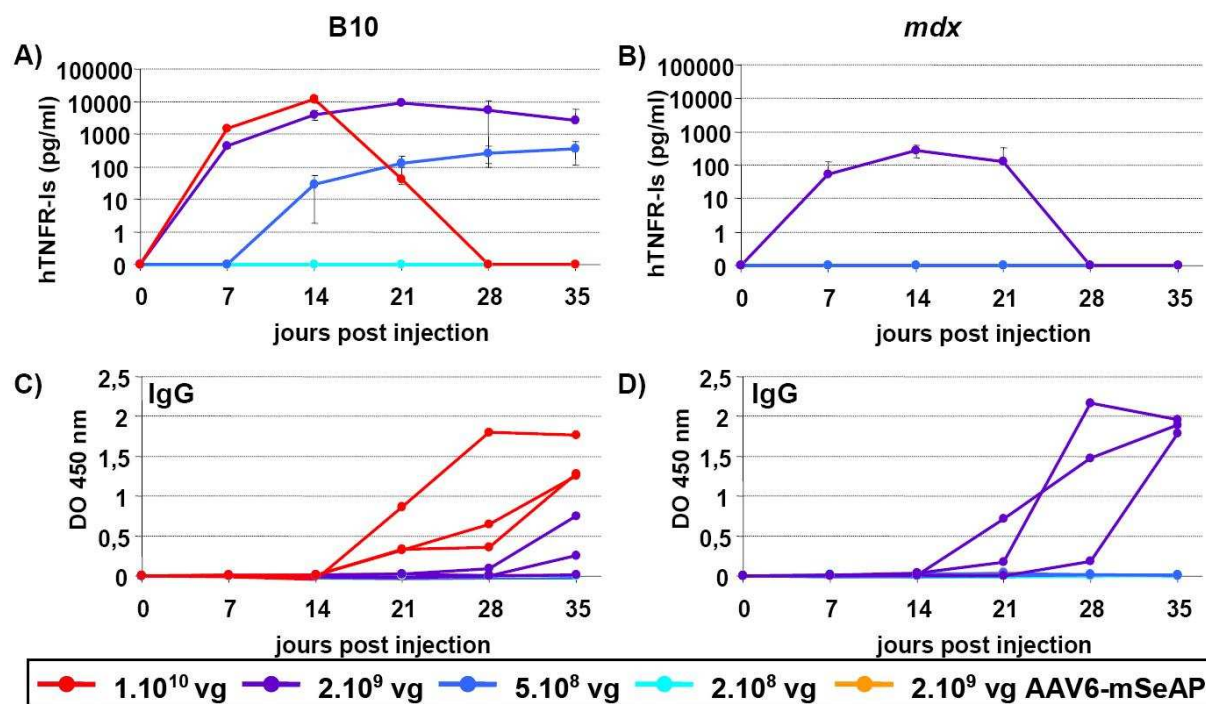 B10
mdx
A)
hTNFR-Is (pg/ml)
100000
10000
1000
100
10
1
0
0 7 14 21 28 35
jours post injection
B)
hTNFR-Is (pg/ml)
100000
10000
1000
100
10
1
0
0 7 14 21 28 35
jours post injection
C)
IgG
DO 450 nm
2,5
2
1,5
1
0,5
0
0 7 14 21 28 35
jours post injection
D)
IgG
DO 450 nm
2,5
2
1,5
1
0,5
0
0 7 14 21 28 35
jours post injection
1.10¹⁰ vg 2.10⁹ vg 5.10⁸ vg 2.10⁸ vg 2.10⁹ vg AAV6-mSeAP